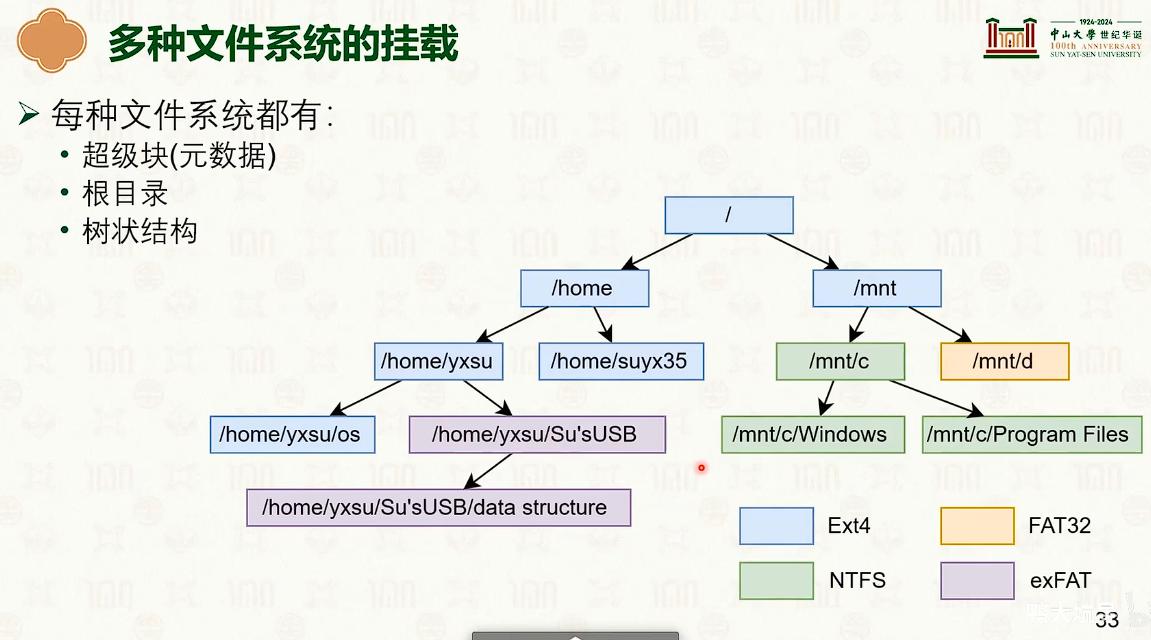 多种文件系统的挂载
1924-2024
中山大學 世纪华诞
100th ANNIVERSARY
SUN YAT-SEN UNIVERSITY
每种文件系统都有：
超级块(元数据)
根目录
树状结构
/
/home
/mnt
/home/yxsu
/home/suyx35
/mnt/c
/mnt/d
/home/yxsu/os
/home/yxsu/Su'sUSB
/mnt/c/Windows
/mnt/c/Program Files
/home/yxsu/Su'sUSB/data structure
Ext4
FAT32
NTFS
exFAT
33